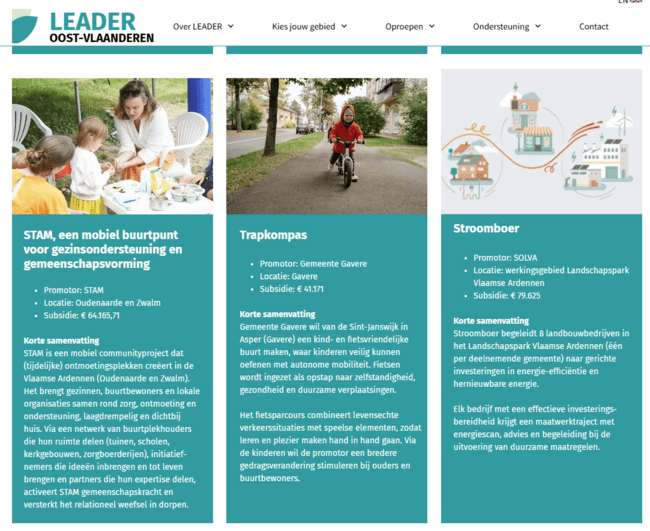 EN
LEADER
OOST-VLAANDEREN
Over LEADER
Kies jouw gebied
Oproepen
Ondersteuning
Contact
STAM, een mobiel buurtpunt
voor gezinsondersteuning en
gemeenschapsvorming
• Promotor: STAM
• Locatie: Oudenaarde en Zwalm
• Subsidie: € 64.165,71
Korte samenvatting
STAM is een mobiel communityproject dat
(tijdelijke) ontmoetingsplekken creëert in de
Vlaamse Ardennen (Oudenaarde en Zwalm).
Het brengt gezinnen, buurtbewoners en lokale
organisaties samen rond zorg, ontmoeting en
ondersteuning, laagdrempelig en dichtbij
huis. Via een netwerk van buurtplekhouders
die hun ruimte delen (tuinen, scholen,
kerkgebouwen, zorgboerderijen), initiatief-
nemers die ideeën inbrengen en tot leven
brengen en partners die hun expertise delen,
activeert STAM gemeenschapskracht en
versterkt het relationeel weefsel in dorpen.
Trapkompas
• Promotor: Gemeente Gavere
• Locatie: Gavere
• Subsidie: € 41.171
Korte samenvatting
Gemeente Gavere wil van de Sint-Janswijk in
Asper (Gavere) een kind- en fietsvriendelijke
buurt maken, waar kinderen veilig kunnen
oefenen met autonome mobiliteit. Fietsen
wordt ingezet als opstap naar zelfstandigheid,
gezondheid en duurzame verplaatsingen.
Het fietsparcours combineert levensechte
verkeerssituaties met speelse elementen, zodat
leren en plezier maken hand in hand gaan. Via
de kinderen wil de promotor een bredere
gedragsverandering stimuleren bij ouders en
buurtbewoners.
Stroomboer
• Promotor: SOLVA
• Locatie: werkingsgebied Landschapspark
Vlaamse Ardennen
• Subsidie: € 79.625
Korte samenvatting
Stroomboer begeleidt 8 landbouwbedrijven in
het Landschapspark Vlaamse Ardennen (één
per deelnemende gemeente) naar gerichte
investeringen in energie-efficiëntie en
hernieuwbare energie.
Elk bedrijf met een effectieve investerings-
bereidheid krijgt een maatwerktraject met
energiescan, advies en begeleiding bij de
uitvoering van duurzame maatregelen.